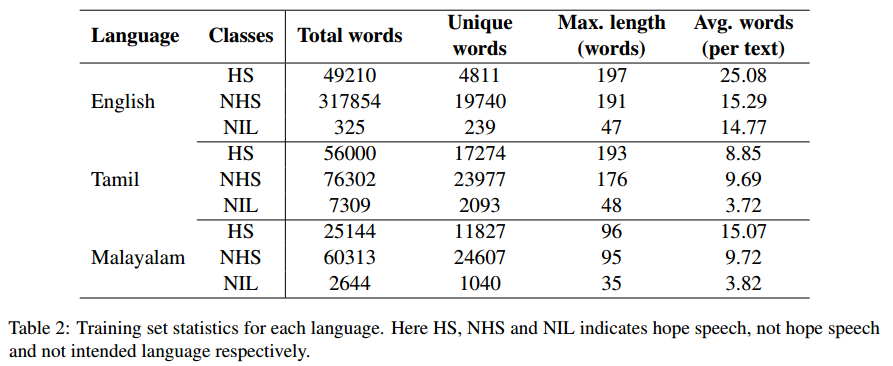 Language Classes Total words Unique words Max. length (words) Avg. words (per text)
HS 49210 4811 197 25.08
English NHS 317854 19740 191 15.29
NIL 325 239 47 14.77
HS 56000 17274 193 8.85
Tamil NHS 76302 23977 176 9.69
NIL 7309 2093 48 3.72
HS 25144 11827 96 15.07
Malayalam NHS 60313 24607 95 9.72
NIL 2644 1040 35 3.82
Table 2: Training set statistics for each language. Here HS, NHS and NIL indicates hope speech, not hope speech
and not intended language respectively.